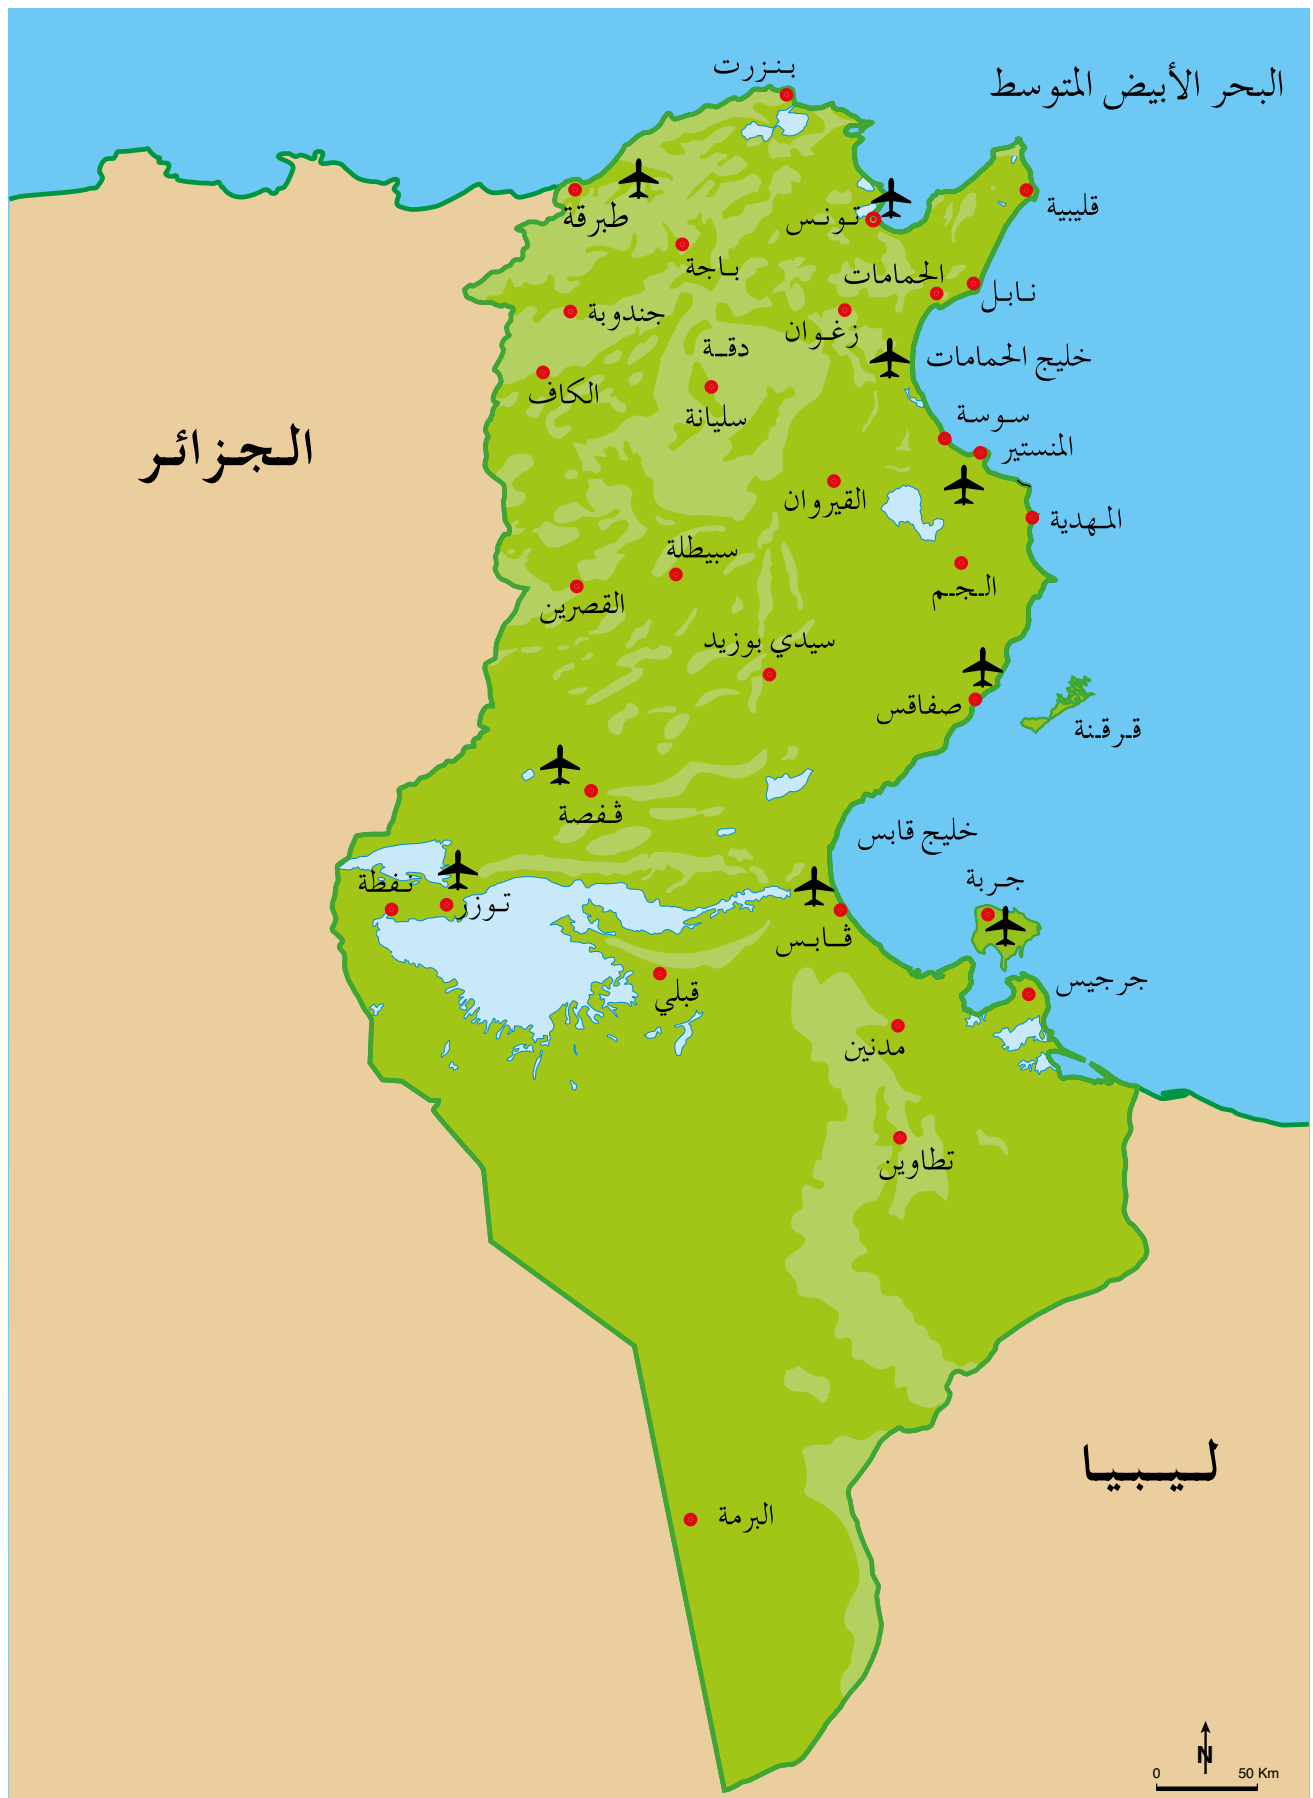 بنزرت
البحر الأبيض المتوسط
طبرقة
تونس
قليبية
باجة
الحمامات
نابل
جندوبة
زغوان
دقة
خليج الحمامات
الكاف
سليانة
سوسة
المنستير
الجزائر
القيروان
المهدية
سبيطلة
الجم
القصرين
سيدي بوزيد
صفاقس
قرقنة
ڨفصة
خليج قابس
نفطة
توزر
جربة
ڨابس
قبلي
جرجيس
مدنين
تطاوين
ليبيا
البرمة
N
0 50 Km